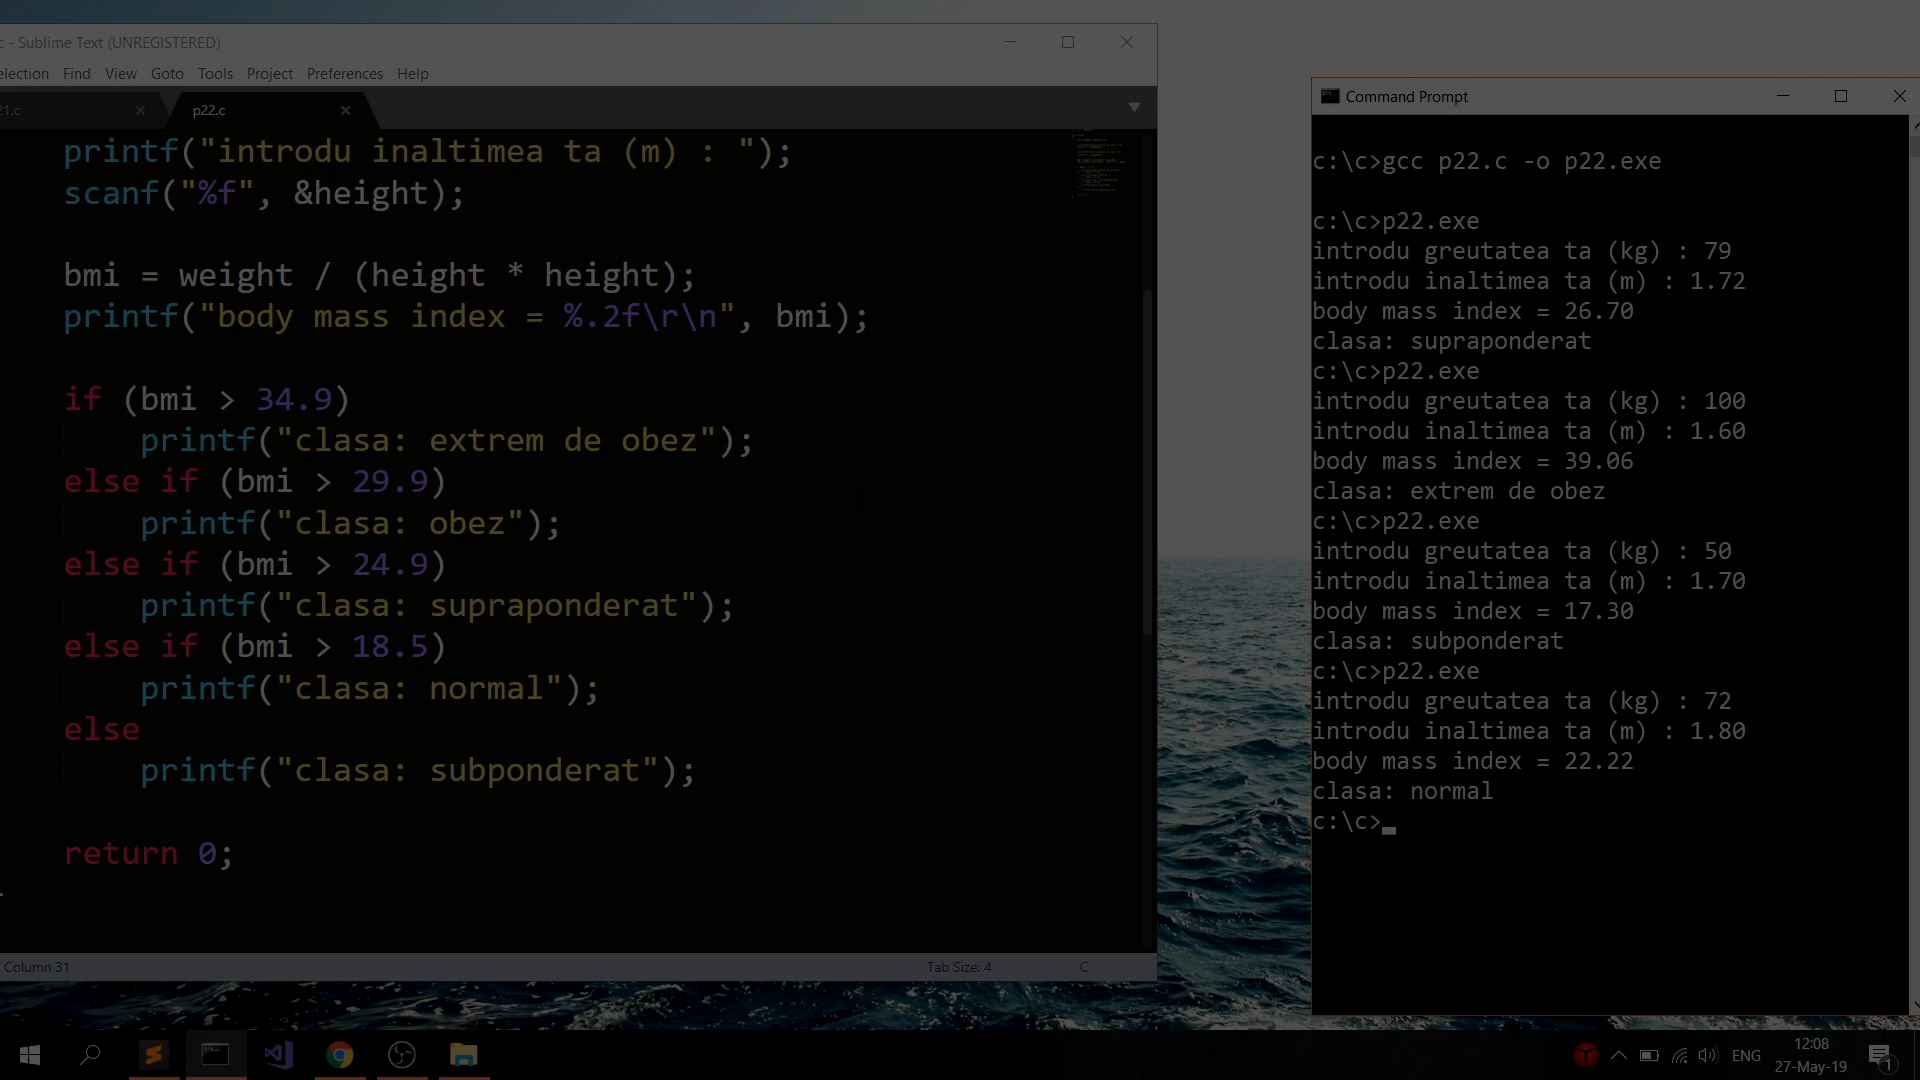 c - Sublime Text (UNREGISTERED)
election Find View Goto Tools Project Preferences Help
21.c
p22.c
printf("introdu inaltimea ta (m) : ");
scanf("%f", &height);
bmi = weight / (height * height);
printf("body mass index = %.2f\r\n", bmi);
if (bmi > 34.9)
printf("clasa: extrem de obez");
else if (bmi > 29.9)
printf("clasa: obez");
else if (bmi > 24.9)
printf("clasa: supraponderat");
else if (bmi > 18.5)
printf("clasa: normal");
else
printf("clasa: subponderat");
return 0;
Column 31
Tab Size: 4
C
Command Prompt
c:\c>gcc p22.c -o p22.exe
c:\c>p22.exe
introdu greutatea ta (kg) : 79
introdu inaltimea ta (m) : 1.72
body mass index = 26.70
clasa: supraponderat
c:\c>p22.exe
introdu greutatea ta (kg) : 100
introdu inaltimea ta (m) : 1.60
body mass index = 39.06
clasa: extrem de obez
c:\c>p22.exe
introdu greutatea ta (kg) : 50
introdu inaltimea ta (m) : 1.70
body mass index = 17.30
clasa: subponderat
c:\c>p22.exe
introdu greutatea ta (kg) : 72
introdu inaltimea ta (m) : 1.80
body mass index = 22.22
clasa: normal
c:\c>
ENG
12:08
27-May-19
1